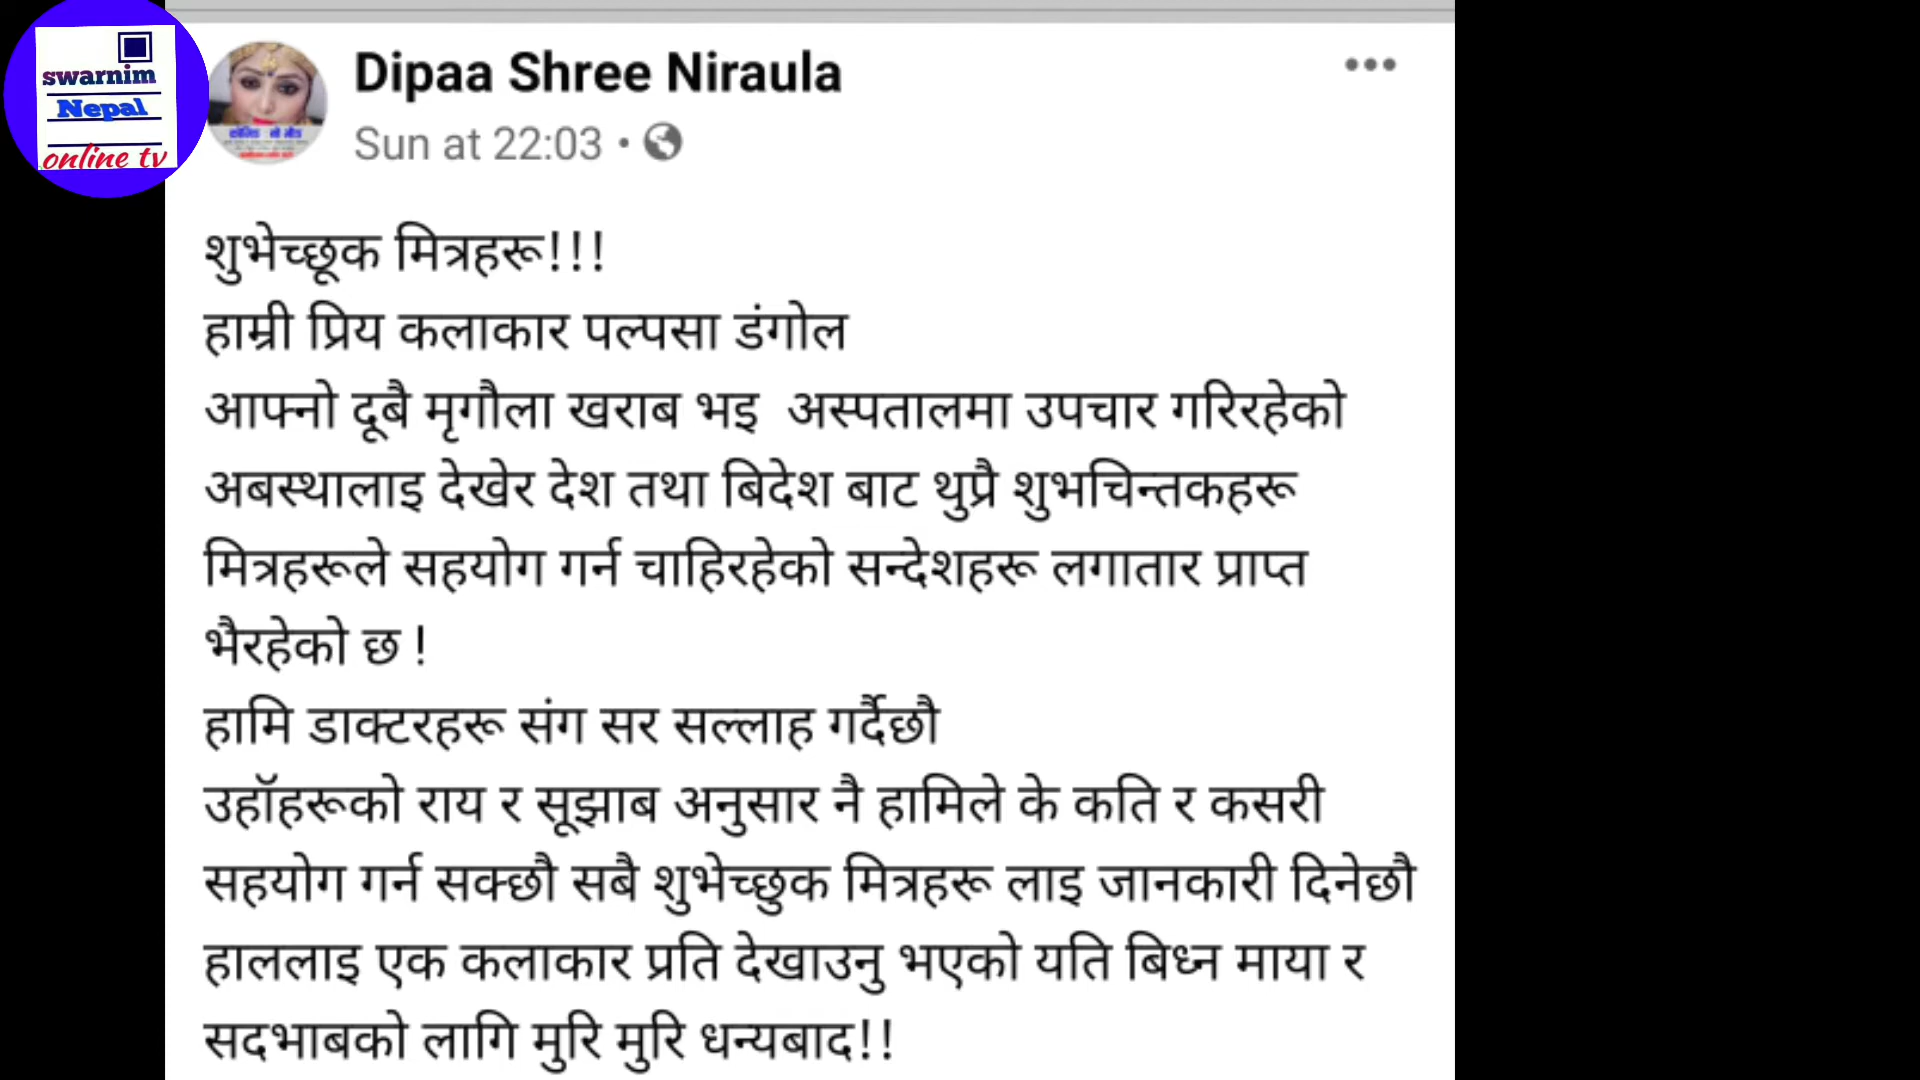 swarnim
Nepal
online tv
Dipaa Shree Niraula
Sun at 22:03
शुभेच्छूक मित्रहरू!!!
हाम्री प्रिय कलाकार पल्पसा डंगोल
आफ्नो दूबै मृगौला खराब भइ अस्पतालमा उपचार गरिरहेको
अबस्थालाइ देखेर देश तथा बिदेश बाट थुप्रै शुभचिन्तकहरू
मित्रहरूले सहयोग गर्न चाहिरहेको सन्देशहरू लगातार प्राप्त
भैरहेको छ !
हामि डाक्टरहरू संग सर सल्लाह गर्दैछौ
उहॉहरूको राय र सूझाब अनुसार नै हामिले के कति र कसरी
सहयोग गर्न सक्छौ सबै शुभेच्छुक मित्रहरू लाइ जानकारी दिनेछौ
हाललाइ एक कलाकार प्रति देखाउनु भएको यति बिध्न माया र
सदभाबको लागि मुरि मुरि धन्यबाद!!